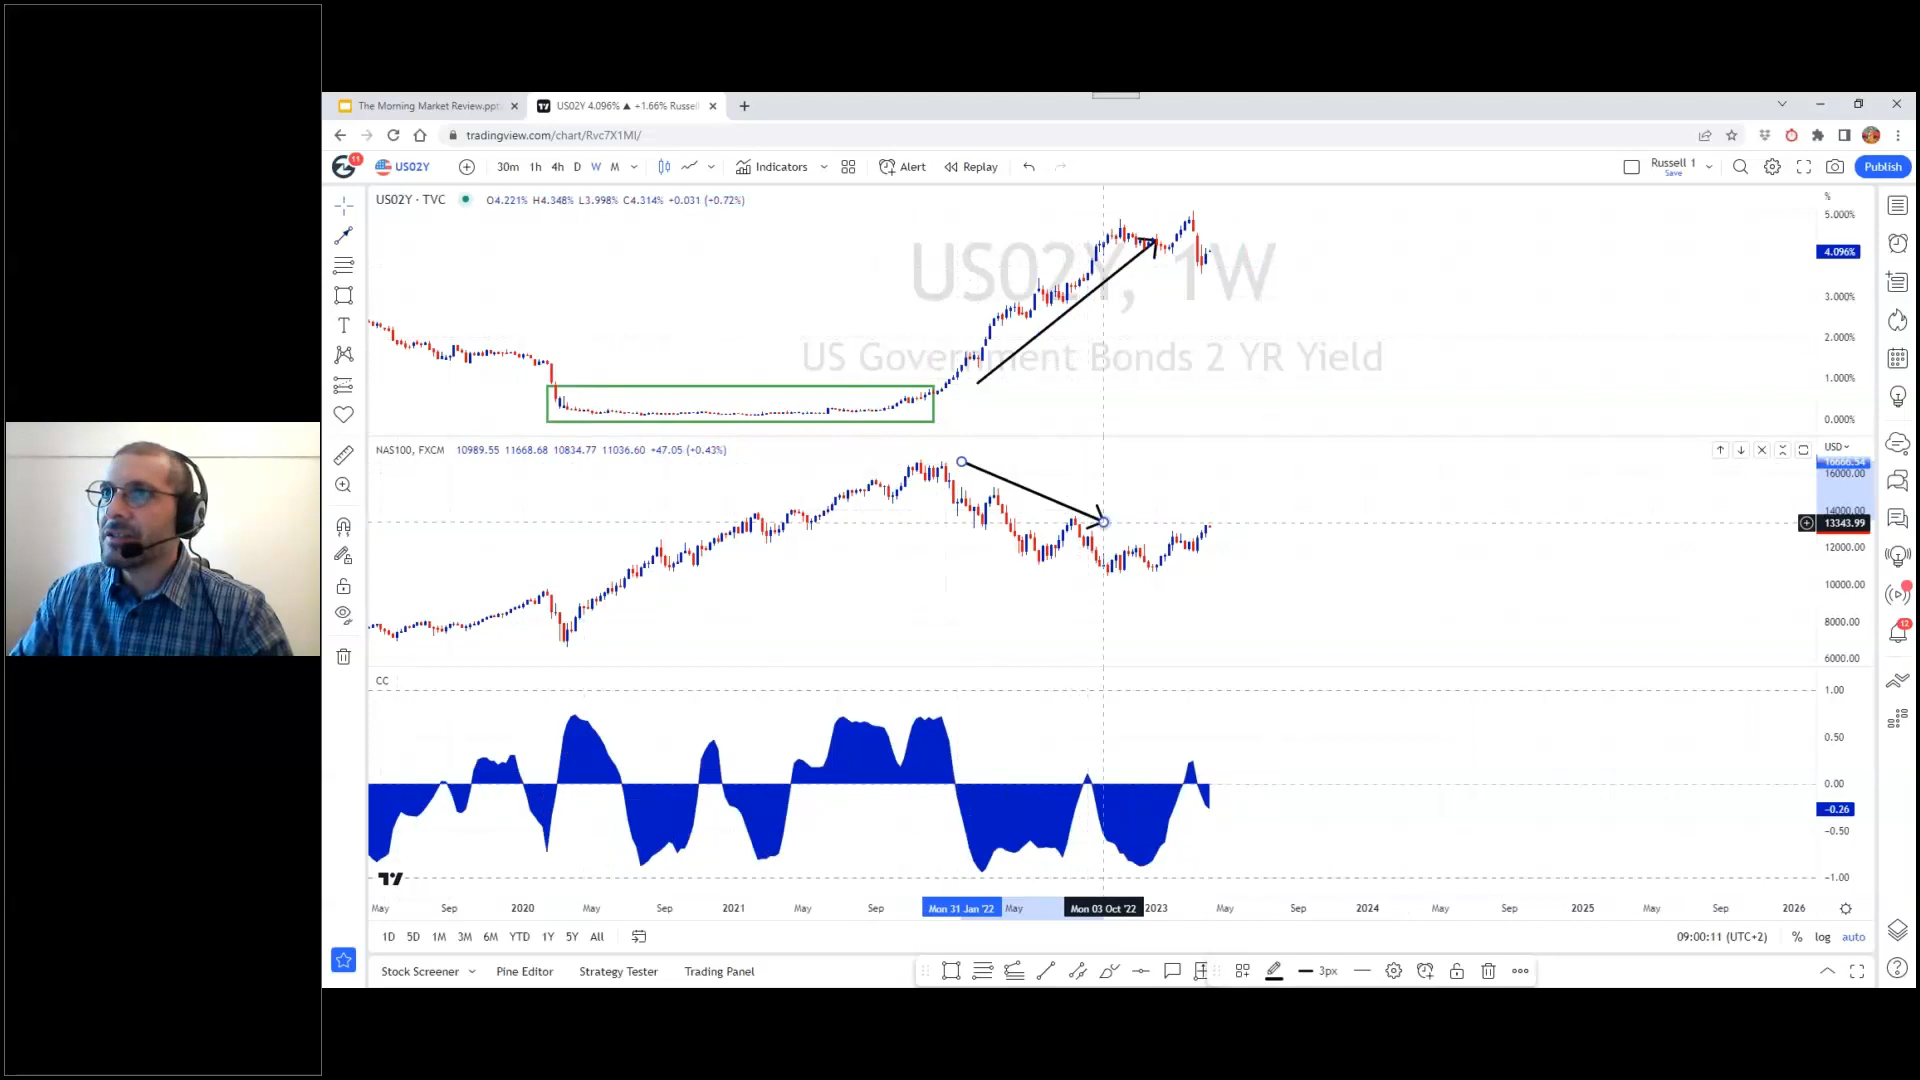 The Morning Market Review.ppt
US02Y 4.096% ▲ +1.66% Russel
tradingview.com/chart/Rvc7X1MI/
11
US02Y
30m 1h 4h D W M
Indicators
Alert
Replay
Russell 1
Save
Publish
US02Y · TVC
O4.221% H4.348% L3.998% C4.314% +0.031 (+0.72%)
US02Y, 1W
US Government Bonds 2 YR Yield
%
5.000%
4.096%
3.000%
2.000%
1.000%
0.000%
NAS100, FXCM 10989.55 11668.68 10834.77 11036.60 +47.05 (+0.43%)
USD
16666.54
16000.00
14000.00
13343.99
12000.00
10000.00
8000.00
6000.00
12
CC
1.00
0.50
0.00
−0.26
−0.50
−1.00
May Sep 2020 May Sep 2021 May Sep Mon 31 Jan '22 May Mon 03 Oct '22 2023 May Sep 2024 May Sep 2025 May Sep 2026
1D 5D 1M 3M 6M YTD 1Y 5Y All
09:00:11 (UTC+2) % log auto
Stock Screener Pine Editor Strategy Tester Trading Panel
3px